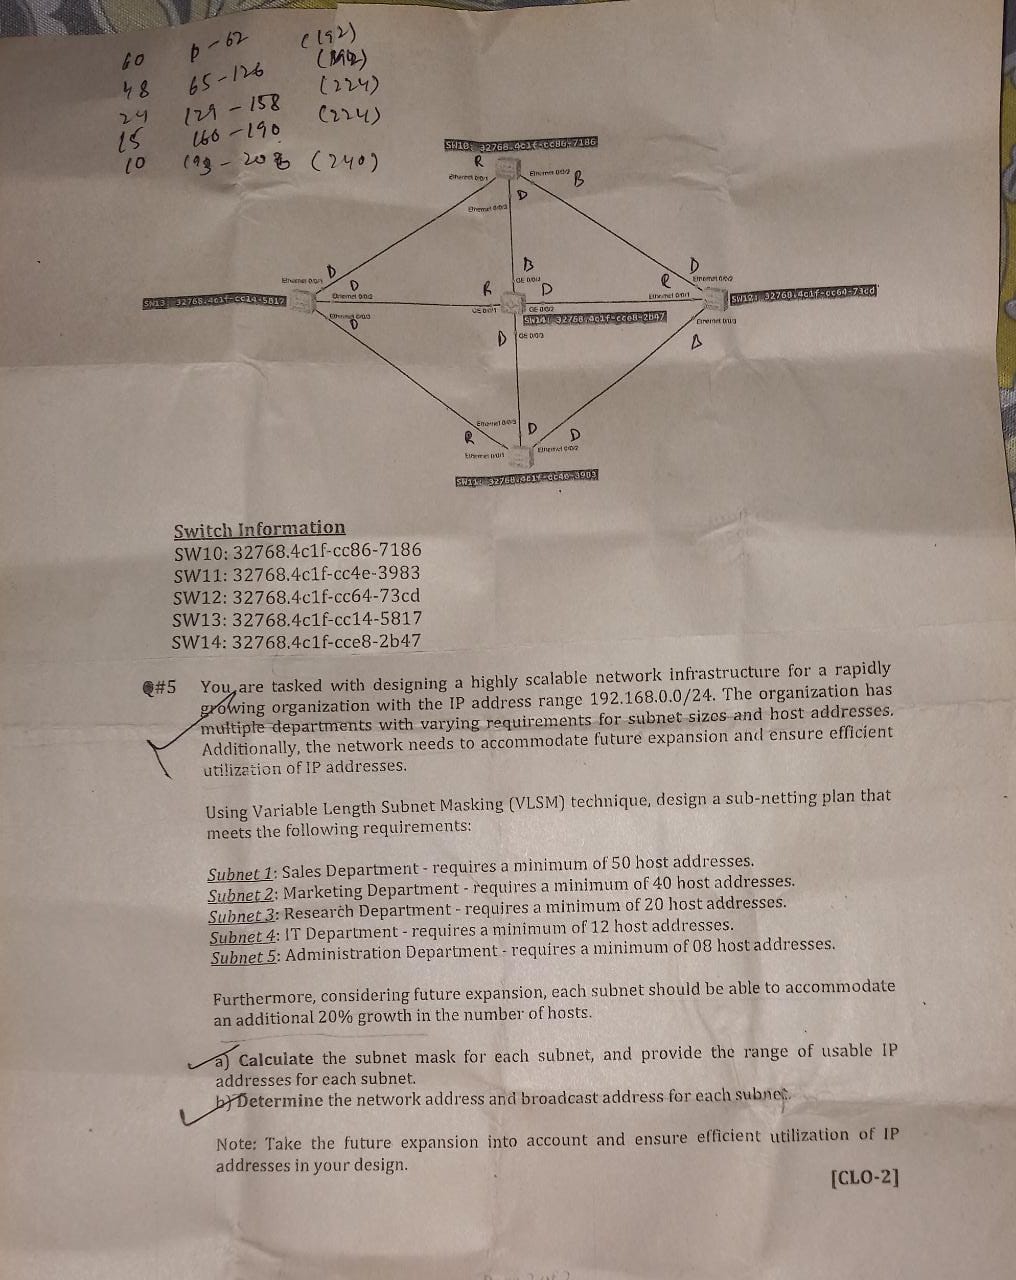 60 p-62 (192)
48 65-126 (192)
24 129-158 (224)
15 160-190 (224)
10 193-208 (240)
SW10: 32768.4c1f-cc86-7186
R
Ethernet 0/0/1 Ethernet 0/0/2 B
D
Ethernet 0/0/3
B
D D
Ethernet 0/0/1 GE 0/0/4 Ethernet 0/0/2
D R D R
SW13: 32768.4c1f-cc14-5817 Ethernet 0/0/2 Ethernet 0/0/1 SW12: 32768.4c1f-cc64-73cd
GE 0/0/1 GE 0/0/2
Ethernet 0/0/3 SW14: 32768.4c1f-cce8-2b47 Ethernet 0/0/3
D D GE 0/0/3 B
Ethernet 0/0/3 D
R D
Ethernet 0/0/1 Ethernet 0/0/2
SW11: 32768.4c1f-cc4e-3983
Switch Information
SW10: 32768.4c1f-cc86-7186
SW11: 32768.4c1f-cc4e-3983
SW12: 32768.4c1f-cc64-73cd
SW13: 32768.4c1f-cc14-5817
SW14: 32768.4c1f-cce8-2b47
Q#5 You are tasked with designing a highly scalable network infrastructure for a rapidly
growing organization with the IP address range 192.168.0.0/24. The organization has
multiple departments with varying requirements for subnet sizes and host addresses.
Additionally, the network needs to accommodate future expansion and ensure efficient
utilization of IP addresses.
Using Variable Length Subnet Masking (VLSM) technique, design a sub-netting plan that
meets the following requirements:
Subnet 1: Sales Department - requires a minimum of 50 host addresses.
Subnet 2: Marketing Department - requires a minimum of 40 host addresses.
Subnet 3: Research Department - requires a minimum of 20 host addresses.
Subnet 4: IT Department - requires a minimum of 12 host addresses.
Subnet 5: Administration Department - requires a minimum of 08 host addresses.
Furthermore, considering future expansion, each subnet should be able to accommodate
an additional 20% growth in the number of hosts.
a) Calculate the subnet mask for each subnet, and provide the range of usable IP
addresses for each subnet.
b) Determine the network address and broadcast address for each subnet.
Note: Take the future expansion into account and ensure efficient utilization of IP
addresses in your design.
[CLO-2]